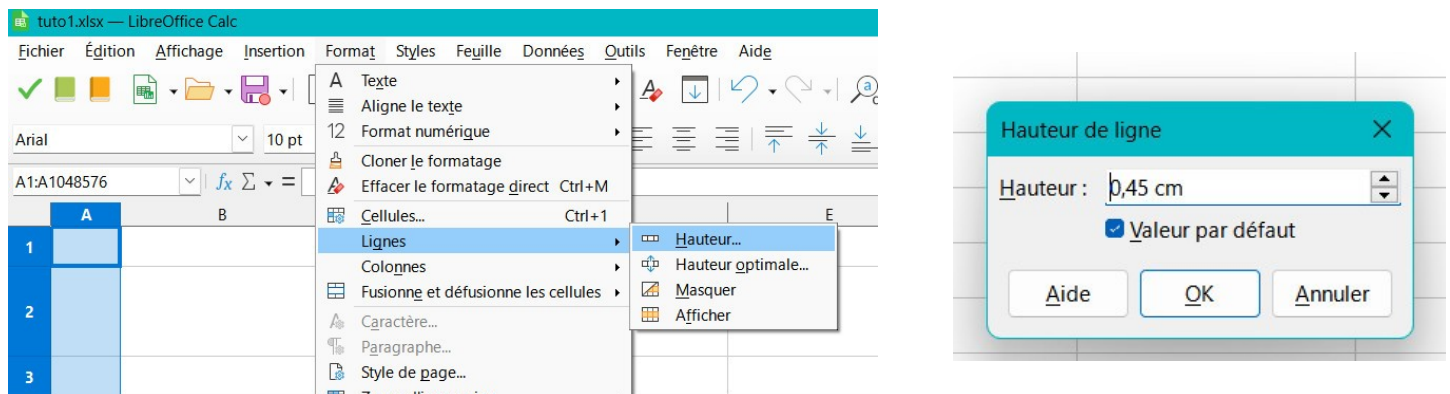 tuto1.xlsx — LibreOffice Calc
Fichier Édition Affichage Insertion Format Styles Feuille Données Outils Fenêtre Aide
Arial 10 pt
A1:A1048576 fx Σ =
A B E
1
2
3
A Texte
Aligne le texte
12 Format numérique
Cloner le formatage
Effacer le formatage direct Ctrl+M
Cellules... Ctrl+1
Lignes
Colonnes
Fusionne et défusionne les cellules
Caractère...
Paragraphe...
Style de page...
Hauteur...
Hauteur optimale...
Masquer
Afficher
Hauteur de ligne
Hauteur : 0,45 cm
Valeur par défaut
Aide OK Annuler